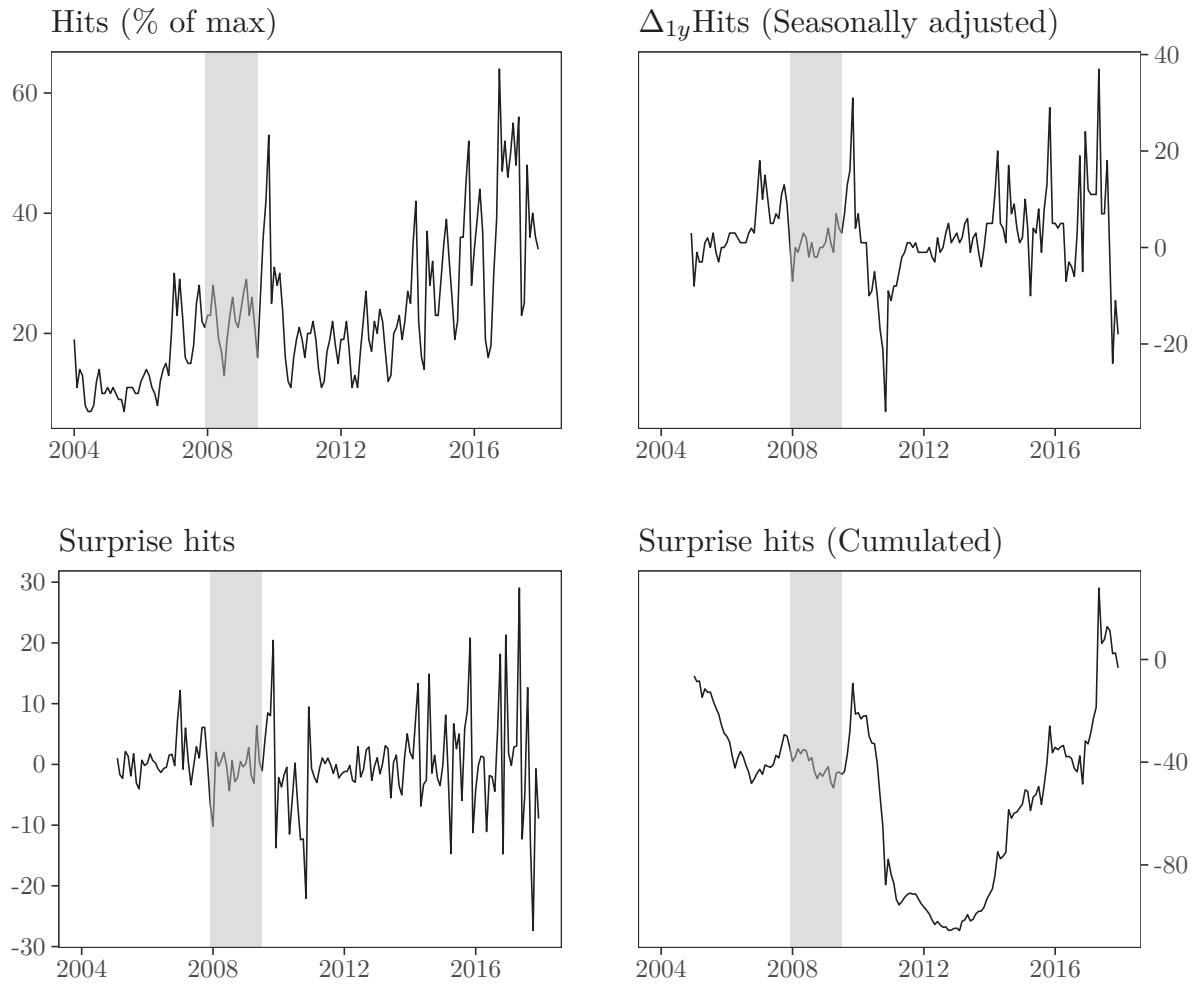 Hits (% of max)
60
40
20
2004 2008 2012 2016
Δ1yHits (Seasonally adjusted)
40
20
0
-20
2004 2008 2012 2016
Surprise hits
30
20
10
0
-10
-20
-30
2004 2008 2012 2016
Surprise hits (Cumulated)
0
-40
-80
2004 2008 2012 2016